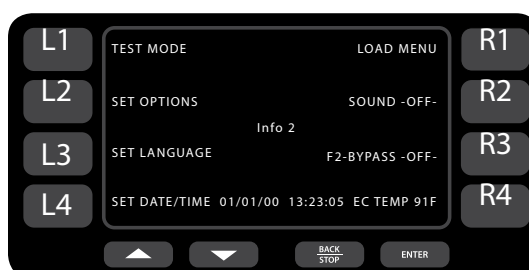 L1 TEST MODE LOAD MENU R1
L2 SET OPTIONS SOUND -OFF- R2
Info 2
L3 SET LANGUAGE F2-BYPASS -OFF- R3
L4 SET DATE/TIME 01/01/00 13:23:05 EC TEMP 91F R4
BACK
STOP
ENTER